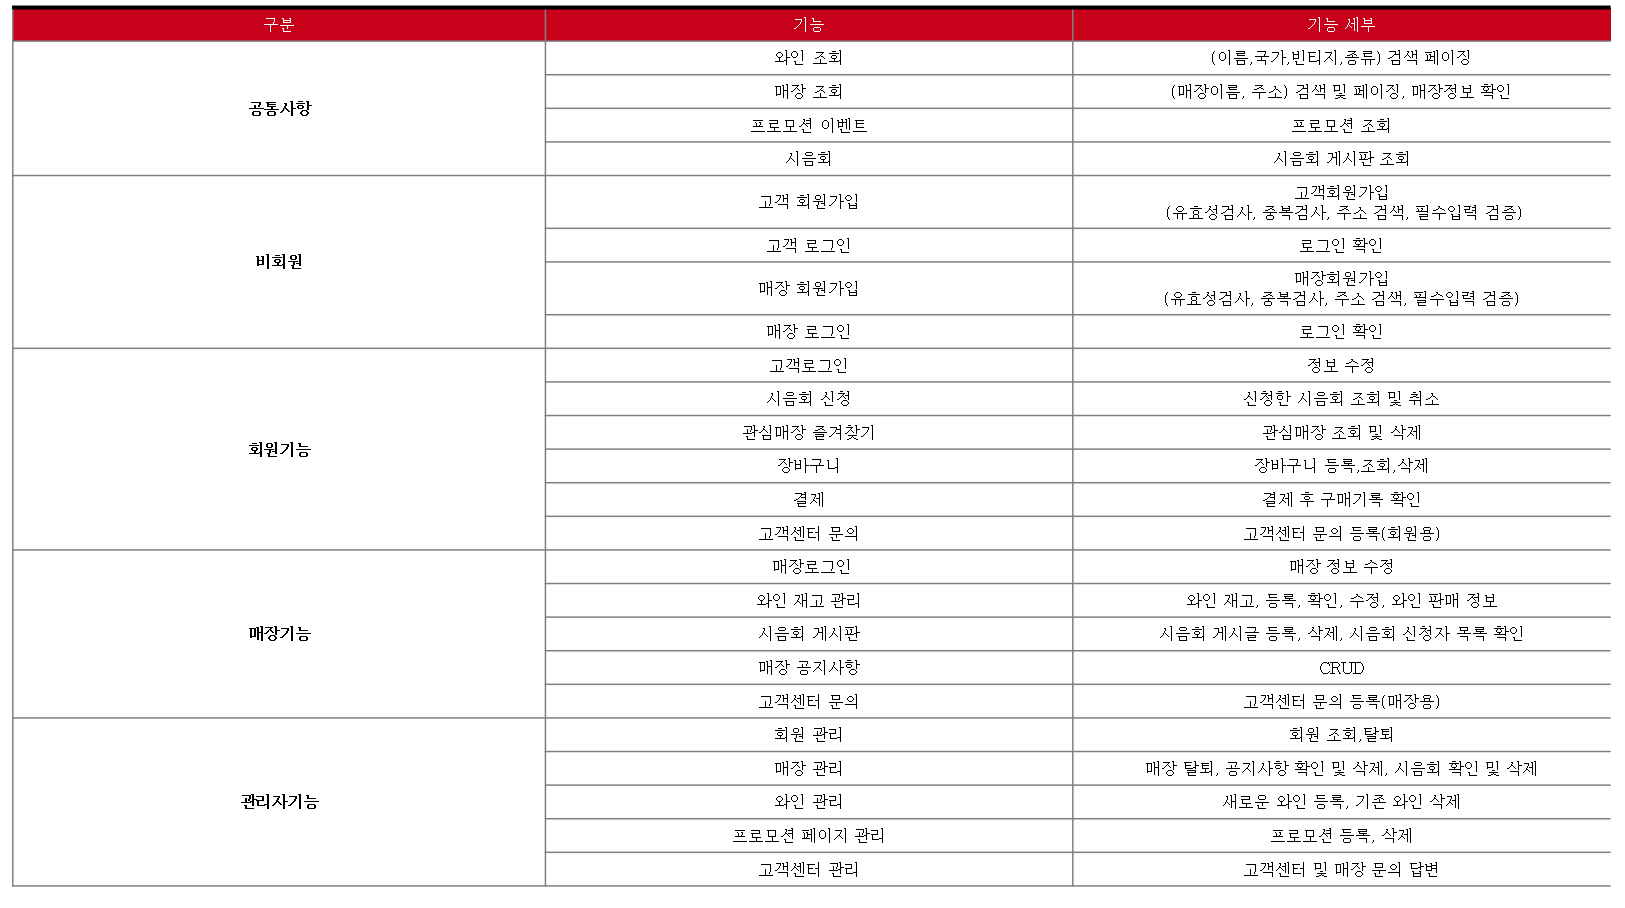 구분 기능 기능 세부
공통사항
와인 조회 (이름,국가,빈티지,종류) 검색 페이징
매장 조회 (매장이름, 주소) 검색 및 페이징, 매장정보 확인
프로모션 이벤트 프로모션 조회
시음회 시음회 게시판 조회
비회원
고객 회원가입 고객회원가입
(유효성검사, 중복검사, 주소 검색, 필수입력 검증)
고객 로그인 로그인 확인
매장 회원가입 매장회원가입
(유효성검사, 중복검사, 주소 검색, 필수입력 검증)
매장 로그인 로그인 확인
회원기능
고객로그인 정보 수정
시음회 신청 신청한 시음회 조회 및 취소
관심매장 즐겨찾기 관심매장 조회 및 삭제
장바구니 장바구니 등록,조회,삭제
결제 결제 후 구매기록 확인
고객센터 문의 고객센터 문의 등록(회원용)
매장기능
매장로그인 매장 정보 수정
와인 재고 관리 와인 재고, 등록, 확인, 수정, 와인 판매 정보
시음회 게시판 시음회 게시글 등록, 삭제, 시음회 신청자 목록 확인
매장 공지사항 CRUD
고객센터 문의 고객센터 문의 등록(매장용)
관리자기능
회원 관리 회원 조회,탈퇴
매장 관리 매장 탈퇴, 공지사항 확인 및 삭제, 시음회 확인 및 삭제
와인 관리 새로운 와인 등록, 기존 와인 삭제
프로모션 페이지 관리 프로모션 등록, 삭제
고객센터 관리 고객센터 및 매장 문의 답변